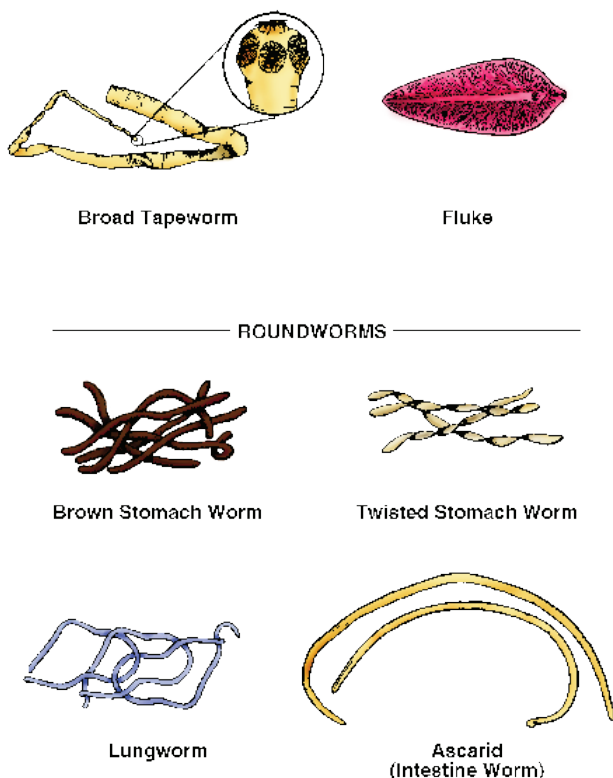 Broad Tapeworm
Fluke
ROUNDWORMS
Brown Stomach Worm
Twisted Stomach Worm
Lungworm
Ascarid
(Intestine Worm)